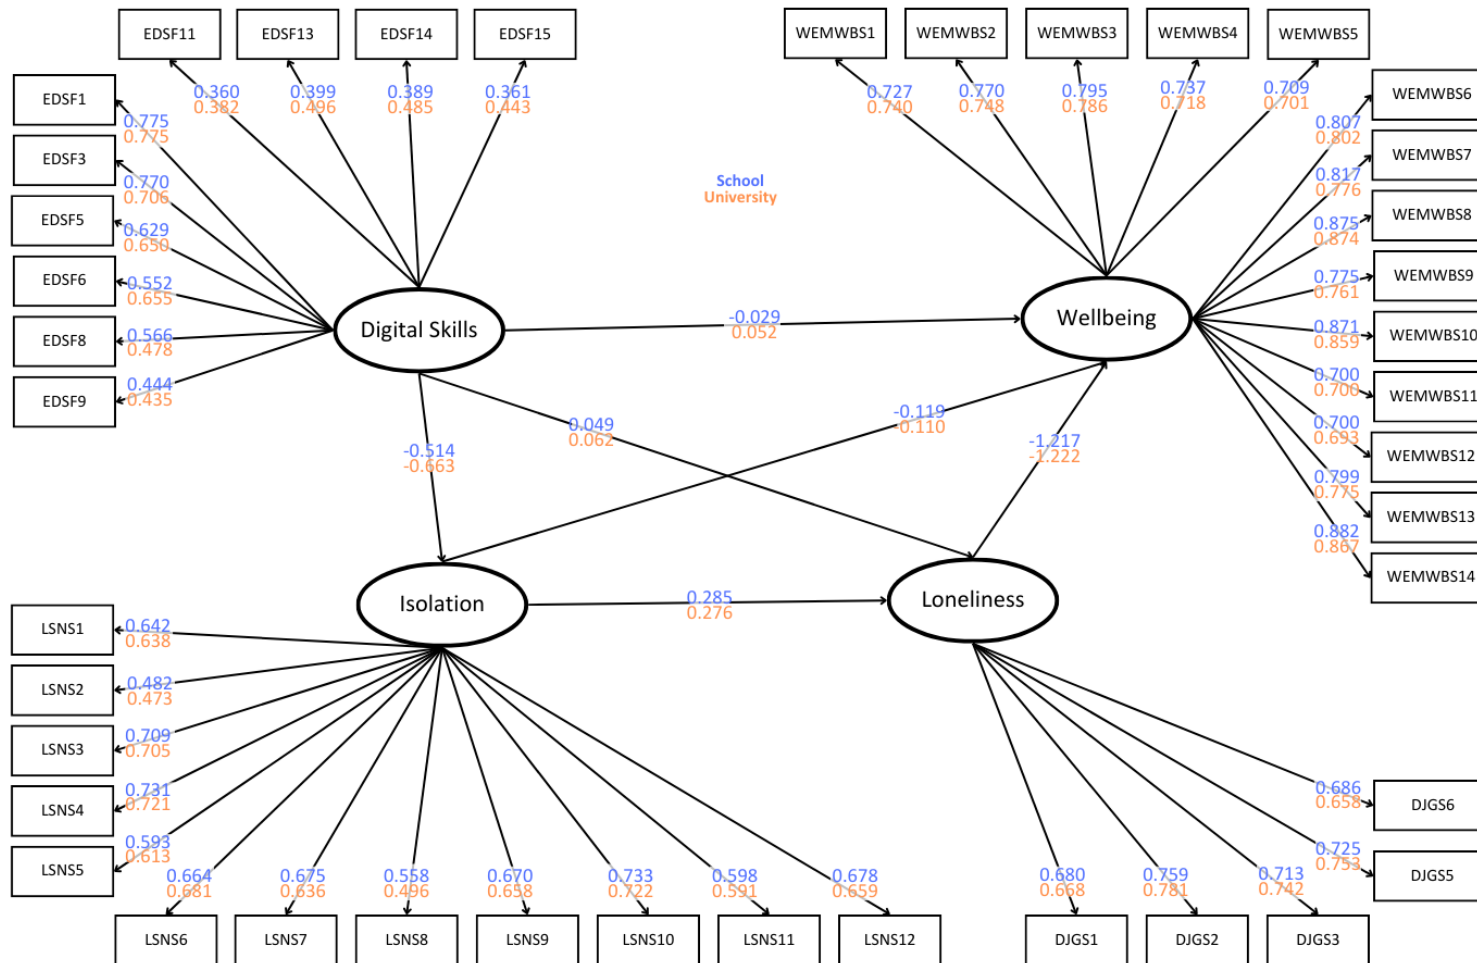 EDSF11
EDSF13
EDSF14
EDSF15
WEMWBS1
WEMWBS2
WEMWBS3
WEMWBS4
WEMWBS5
0.360
0.382
0.399
0.496
0.389
0.485
0.361
0.443
0.727
0.740
0.770
0.748
0.795
0.786
0.737
0.718
0.709
0.701
EDSF1
0.775
0.775
EDSF3
0.770
0.706
EDSF5
0.629
0.650
EDSF6
0.552
0.655
EDSF8
0.566
0.478
EDSF9
0.444
0.435
School
University
WEMWBS6
0.807
0.802
WEMWBS7
0.817
0.776
WEMWBS8
0.875
0.874
WEMWBS9
0.775
0.761
WEMWBS10
0.871
0.859
WEMWBS11
0.700
0.700
WEMWBS12
0.700
0.693
WEMWBS13
0.799
0.775
WEMWBS14
0.882
0.867
Digital Skills
-0.029
0.052
Wellbeing
-0.514
-0.663
0.049
0.062
-0.119
-0.110
-1.217
-1.222
Isolation
0.285
0.276
Loneliness
LSNS1
0.642
0.638
LSNS2
0.482
0.473
LSNS3
0.709
0.705
LSNS4
0.731
0.721
LSNS5
0.593
0.613
0.664
0.681
0.675
0.636
0.558
0.496
0.670
0.658
0.733
0.722
0.598
0.591
0.678
0.659
LSNS6
LSNS7
LSNS8
LSNS9
LSNS10
LSNS11
LSNS12
0.686
0.658
DJGS6
0.725
0.753
DJGS5
0.680
0.668
0.759
0.781
0.713
0.742
DJGS1
DJGS2
DJGS3